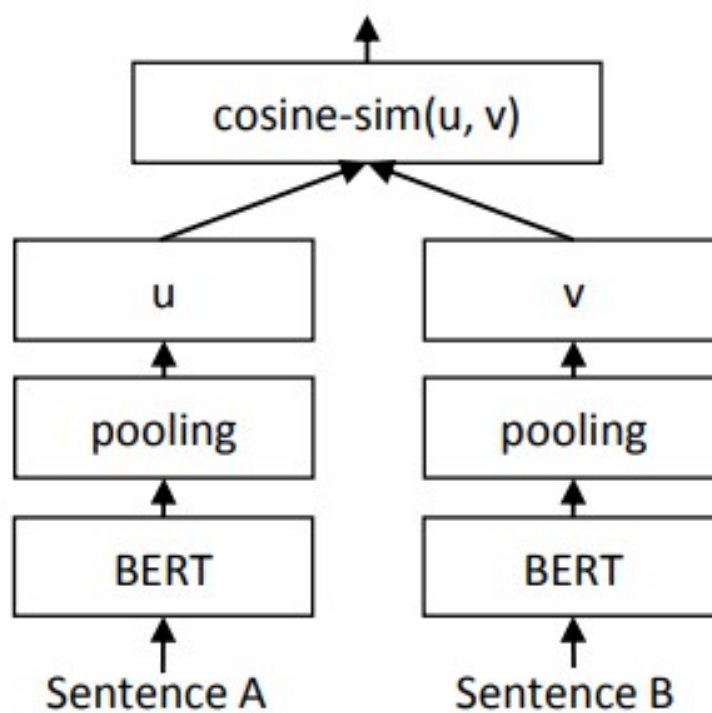 cosine-sim(u, v)
u
v
pooling
pooling
BERT
BERT
Sentence A
Sentence B